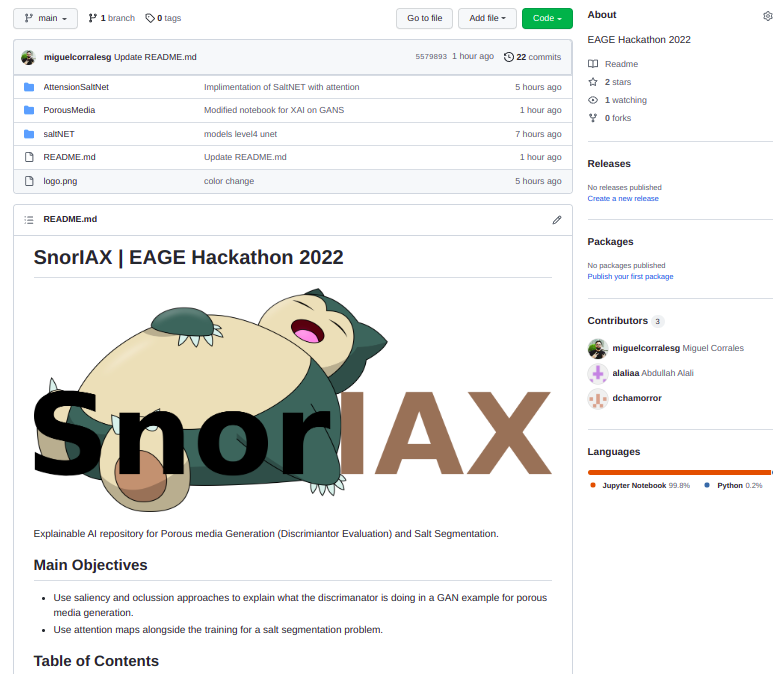 main
1 branch
0 tags
Go to file
Add file
Code
miguelcorralesg Update README.md
5579893 1 hour ago
22 commits
AttensionSaltNet Implimentation of SaltNET with attention 5 hours ago
PorousMedia Modified notebook for XAI on GANS 1 hour ago
saltNET models level4 unet 7 hours ago
README.md Update README.md 1 hour ago
logo.png color change 5 hours ago
README.md
SnorIAX | EAGE Hackathon 2022
SnorIAX
Explainable AI repository for Porous media Generation (Discrimiantor Evaluation) and Salt Segmentation.
Main Objectives
Use saliency and oclussion approaches to explain what the discrimanator is doing in a GAN example for porous
media generation.
Use attention maps alongside the training for a salt segmentation problem.
Table of Contents
About
EAGE Hackathon 2022
Readme
2 stars
1 watching
0 forks
Releases
No releases published
Create a new release
Packages
No packages published
Publish your first package
Contributors 3
miguelcorralesg Miguel Corrales
alaliaa Abdullah Alali
dchamorror
Languages
Jupyter Notebook 99.8% Python 0.2%